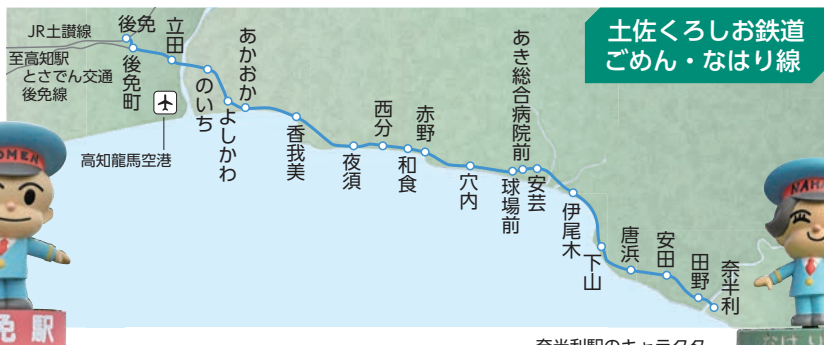 土佐くろしお鉄道
ごめん・なはり線
JR土讃線
至高知駅
とさでん交通
後免線
後免
後免町
立田
高知龍馬空港
のいち
よしかわ
あかおか
香我美
夜須
西分
和食
赤野
穴内
球場前
あき総合病院前
安芸
伊尾木
下山
唐浜
安田
田野
奈半利
OMEN
免駅
NAHA